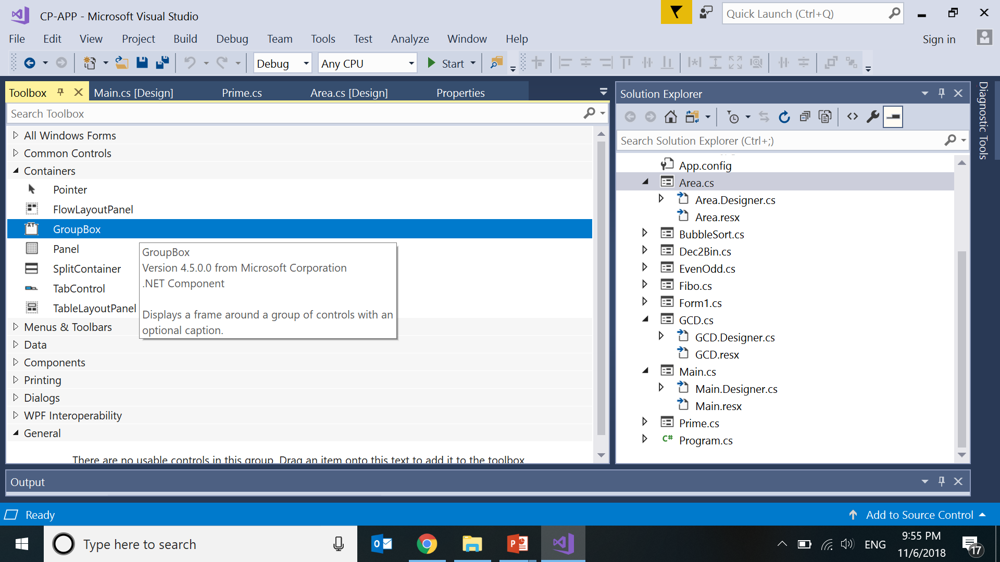 CP-APP - Microsoft Visual Studio
Quick Launch (Ctrl+Q)
File Edit View Project Build Debug Team Tools Test Analyze Window Help
Sign in
Debug Any CPU Start
Toolbox Main.cs [Design] Prime.cs Area.cs [Design] Properties
Search Toolbox
All Windows Forms
Common Controls
Containers
Pointer
FlowLayoutPanel
GroupBox
Panel
SplitContainer
TabControl
TableLayoutPanel
GroupBox
Version 4.5.0.0 from Microsoft Corporation
.NET Component
Displays a frame around a group of controls with an
optional caption.
Menus & Toolbars
Data
Components
Printing
Dialogs
WPF Interoperability
General
There are no usable controls in this group. Drag an item onto this text to add it to the toolbox.
Solution Explorer
Search Solution Explorer (Ctrl+;)
App.config
Area.cs
Area.Designer.cs
Area.resx
BubbleSort.cs
Dec2Bin.cs
EvenOdd.cs
Fibo.cs
Form1.cs
GCD.cs
GCD.Designer.cs
GCD.resx
Main.cs
Main.Designer.cs
Main.resx
Prime.cs
C# Program.cs
Diagnostic Tools
Output
Ready
Add to Source Control
Type here to search
ENG
9:55 PM
11/6/2018
17